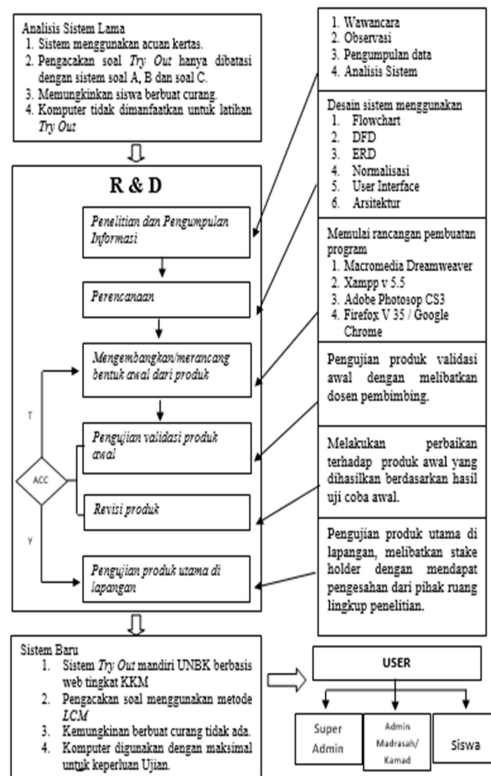 Analisis Sistem Lama
1. Sistem menggunakan acuan kertas.
2. Pengacakan soal Try Out hanya dibatasi
dengan sistem soal A, B dan soal C.
3. Memungkinkan siswa berbuat curang.
4. Komputer tidak dimanfaatkan untuk latihan
Try Out
R & D
Penelitian dan Pengumpulan
Informasi
Perencanaan
Mengembangkan/merancang
bentuk awal dari produk
Pengujian validasi produk
awal
Revisi produk
Pengujian produk utama di
lapangan
T
ACC
Y
1. Wawancara
2. Observasi
3. Pengumpulan data
4. Analisis Sistem
Desain sistem menggunakan
1. Flowchart
2. DFD
3. ERD
4. Normalisasi
5. User Interface
6. Arsitektur
Memulai rancangan pembuatan
program
1. Macromedia Dreamweaver
2. Xampp v 5.5
3. Adobe Photosop CS3
4. Firefox V 35 / Google
Chrome
Pengujian produk validasi
awal dengan melibatkan
dosen pembimbing.
Melakukan perbaikan
terhadap produk awal yang
dihasilkan berdasarkan hasil
uji coba awal.
Pengujian produk utama di
lapangan, melibatkan stake
holder dengan mendapat
pengesahan dari pihak ruang
lingkup penelitian.
Sistem Baru
1. Sistem Try Out mandiri UNBK berbasis
web tingkat KKM
2. Pengacakan soal menggunakan metode
LCM
3. Kemungkinan berbuat curang tidak ada.
4. Komputer digunakan dengan maksimal
untuk keperluan Ujian.
USER
Super
Admin
Admin
Madrasah/
Kamad
Siswa